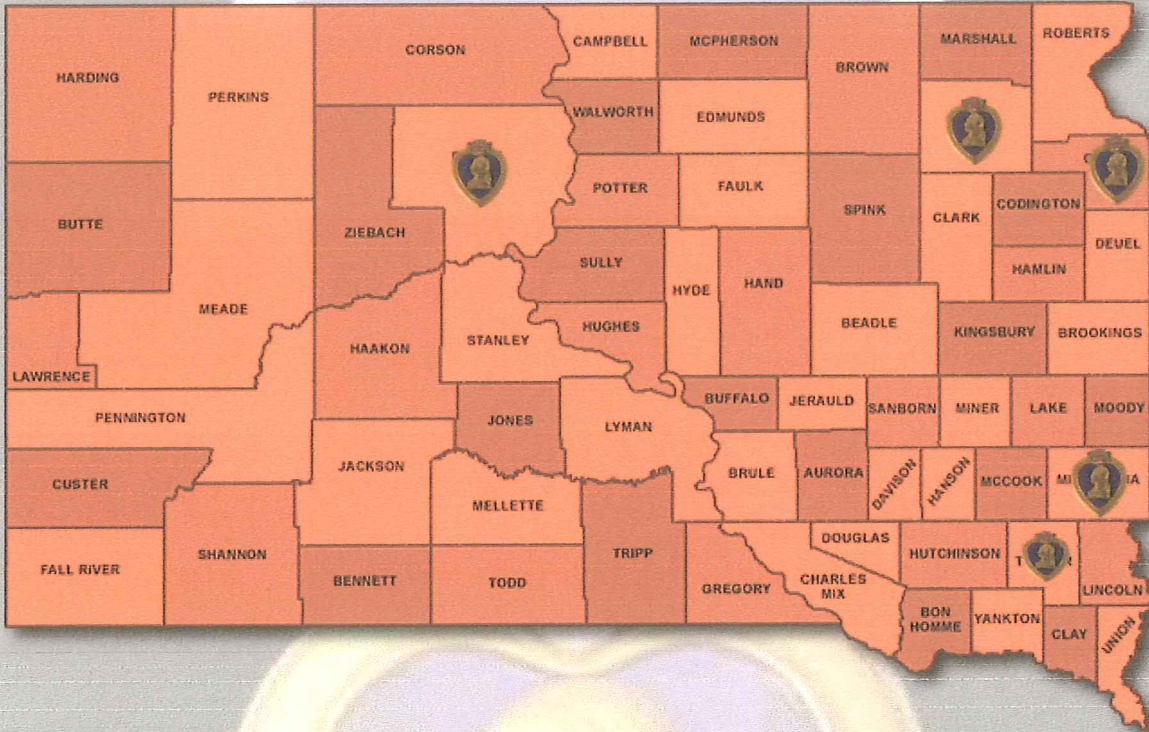 HARDING
PERKINS
CORSON
CAMPBELL
MCPHERSON
BROWN
MARSHALL
ROBERTS
WALWORTH
EDMUNDS
BUTTE
ZIEBACH
POTTER
FAULK
SPINK
CLARK
CODINGTON
DEUEL
MEADE
SULLY
HYDE
HAND
HAMLIN
LAWRENCE
HAAKON
STANLEY
HUGHES
BEADLE
KINGSBURY
BROOKINGS
PENNINGTON
JONES
LYMAN
BUFFALO
JERAULD
SANBORN
MINER
LAKE
MOODY
CUSTER
JACKSON
MELLETTE
BRULE
AURORA
DAVISON
HANSON
MCCOOK
MI
IA
FALL RIVER
SHANNON
BENNETT
TODD
TRIPP
GREGORY
CHARLES
MIX
DOUGLAS
HUTCHINSON
T
R
LINCOLN
BON
HOMME
YANKTON
CLAY
UNION